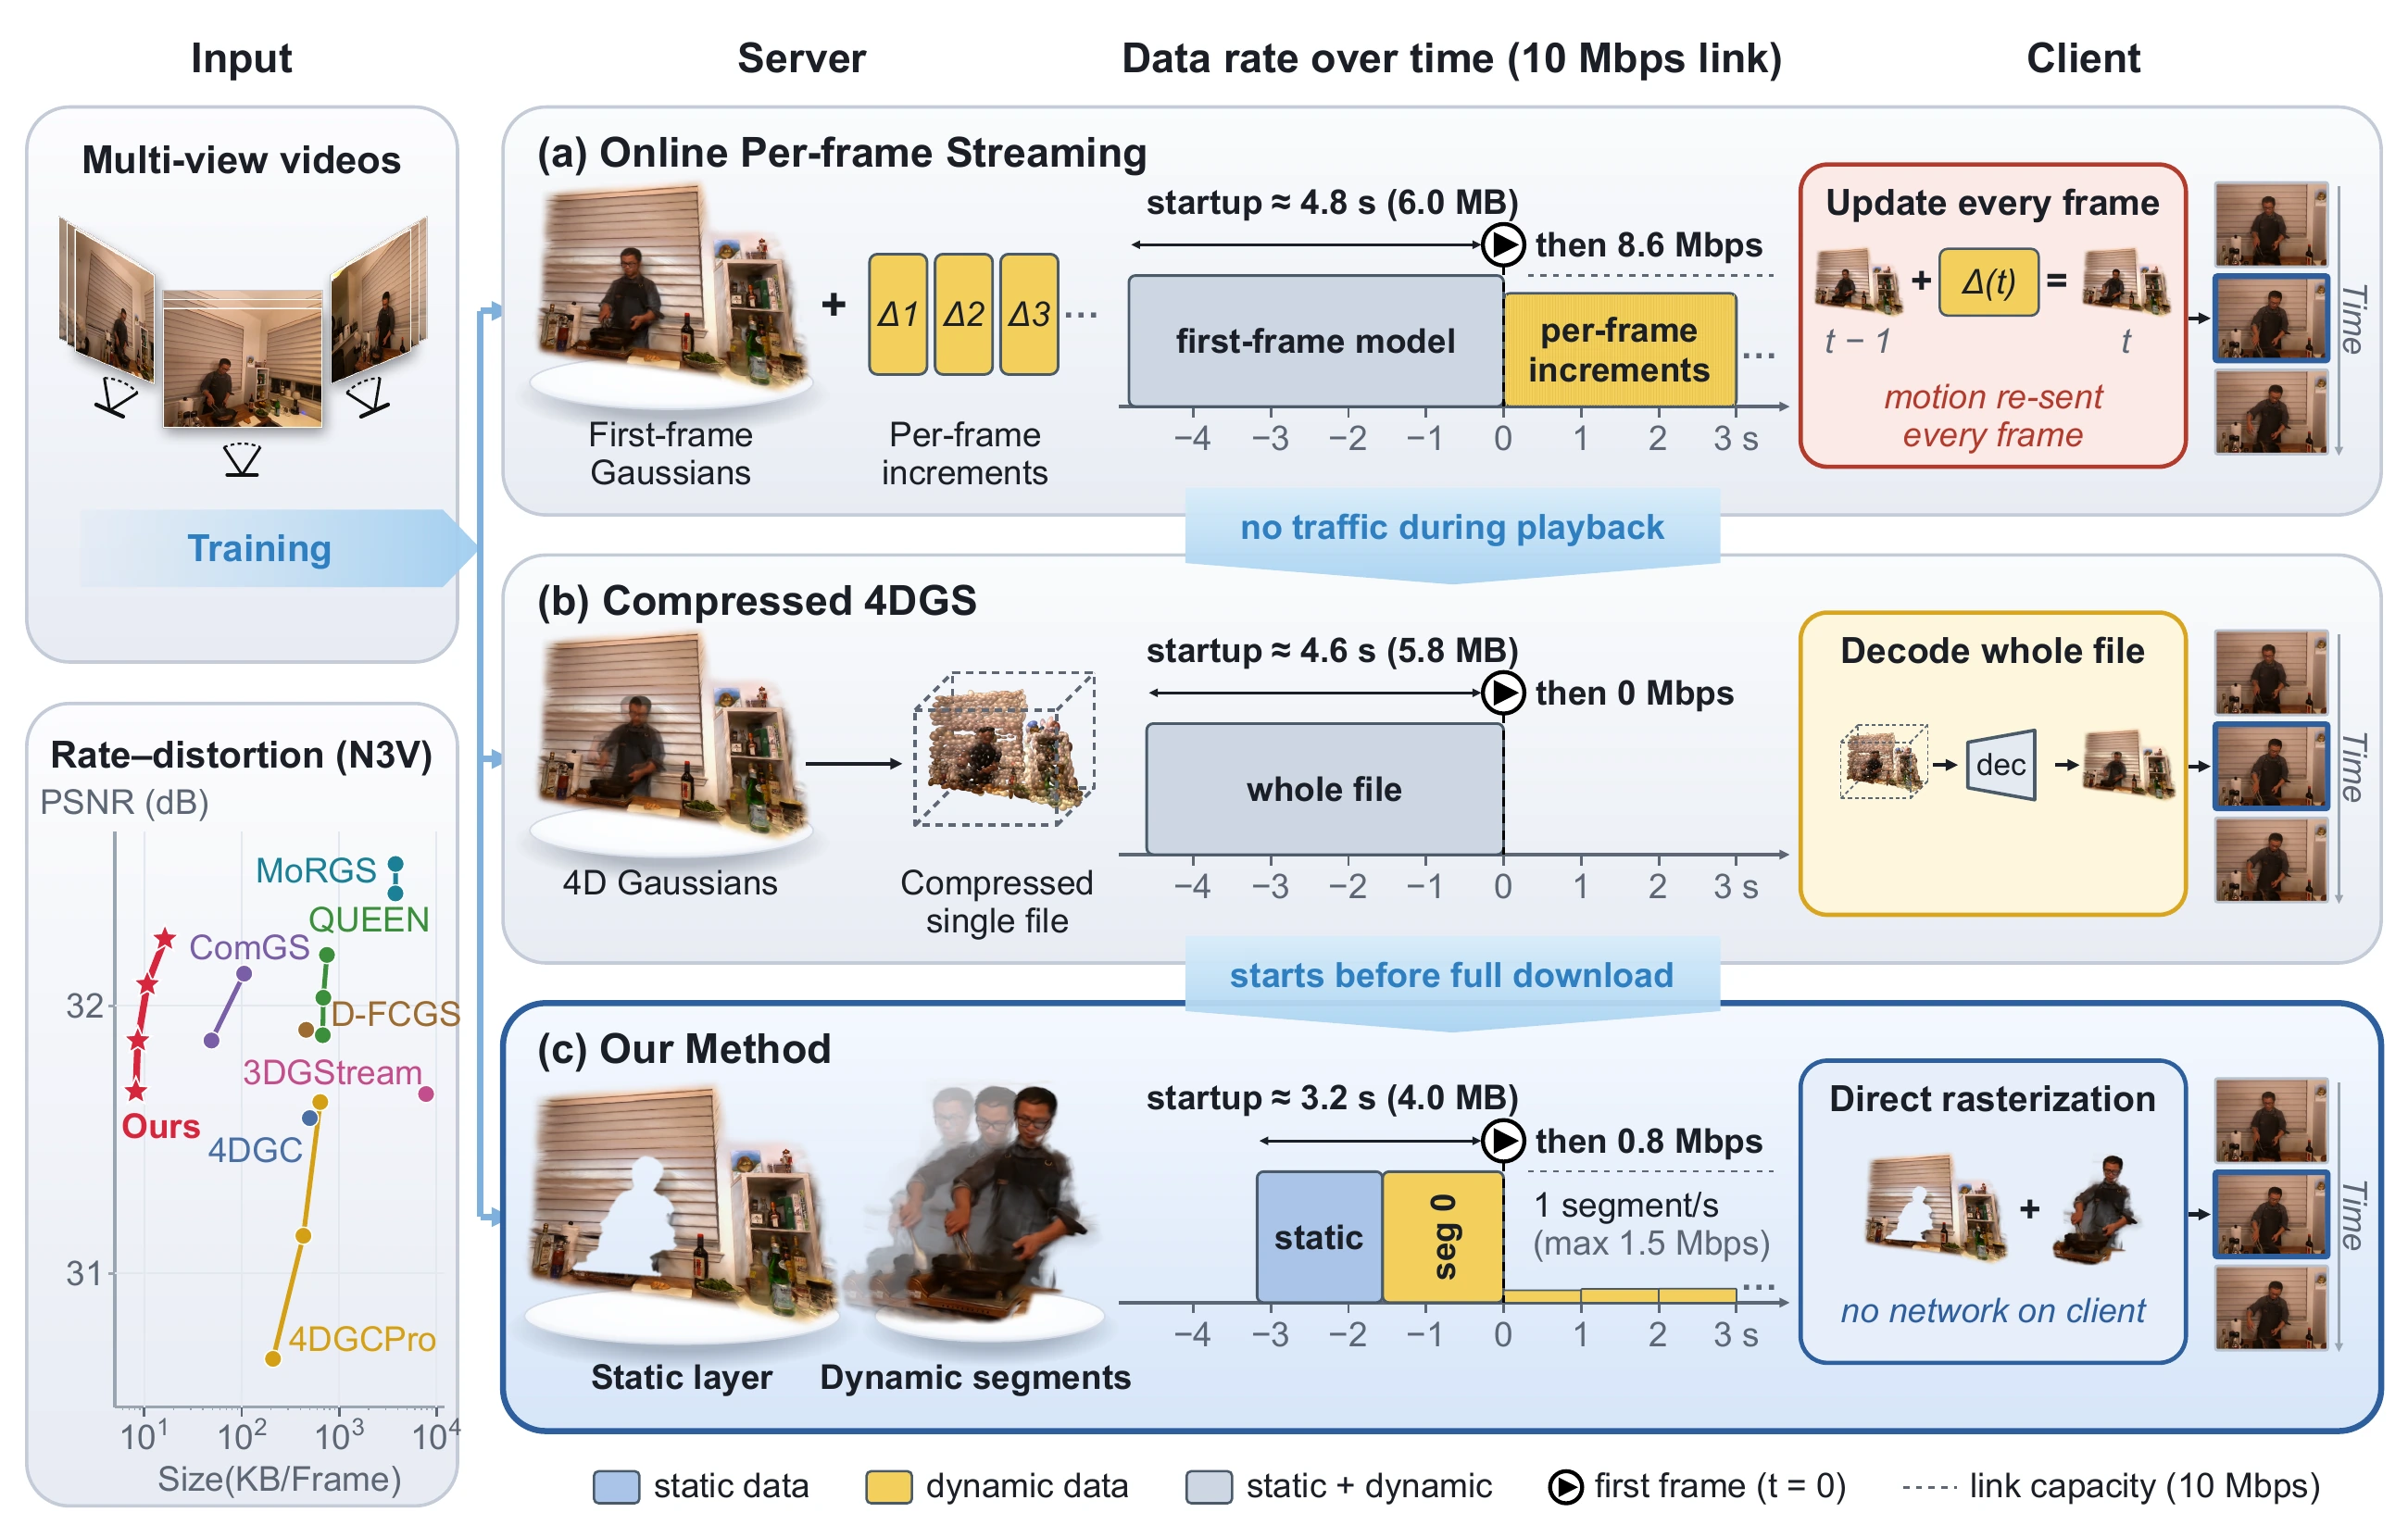 Input
Server
Data rate over time (10 Mbps link)
Client
Multi-view videos
Training
Rate–distortion (N3V)
PSNR (dB)
MoRGS
QUEEN
ComGS
32
D-FCGS
3DGStream
Ours
4DGC
31
4DGCPro
10¹ 10² 10³ 10⁴
Size(KB/Frame)
(a) Online Per-frame Streaming
+
Δ1 Δ2 Δ3 ...
First-frame
Gaussians
Per-frame
increments
startup ≈ 4.8 s (6.0 MB)
then 8.6 Mbps
first-frame model
per-frame
increments
...
−4 −3 −2 −1 0 1 2 3 s
Update every frame
+ Δ(t) =
t − 1
t
motion re-sent
every frame
Time
no traffic during playback
(b) Compressed 4DGS
4D Gaussians
Compressed
single file
startup ≈ 4.6 s (5.8 MB)
then 0 Mbps
whole file
−4 −3 −2 −1 0 1 2 3 s
Decode whole file
dec
Time
starts before full download
(c) Our Method
Static layer
Dynamic segments
startup ≈ 3.2 s (4.0 MB)
then 0.8 Mbps
static
seg 0
1 segment/s
(max 1.5 Mbps)
...
−4 −3 −2 −1 0 1 2 3 s
Direct rasterization
+
no network on client
Time
static data
dynamic data
static + dynamic
first frame (t = 0)
link capacity (10 Mbps)